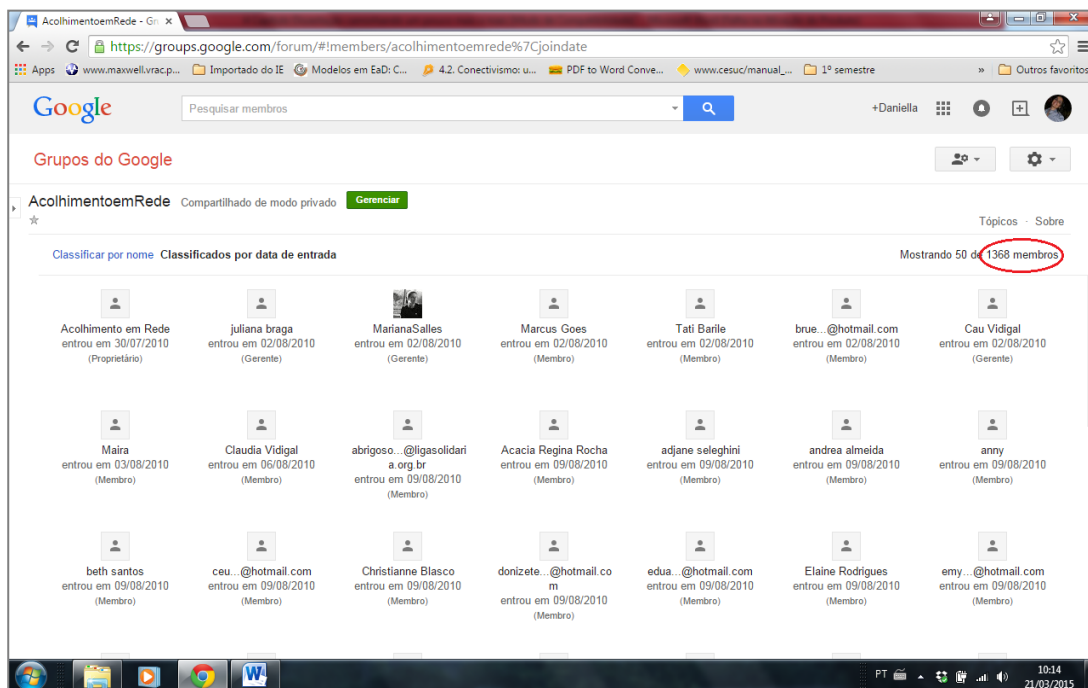 AcolhimentoemRede - Gr
https://groups.google.com/forum/#!members/acolhimentoemrede%7Cjoindate
Apps www.maxwell.vrac.p... Importado do IE Modelos em EaD: C... 4.2. Conectivismo: u... PDF to Word Conve... www.cesuc/manual_... 1º semestre » Outros favoritos
Google Pesquisar membros +Daniella
Grupos do Google
AcolhimentoemRede Compartilhado de modo privado Gerenciar
Tópicos - Sobre
Classificar por nome Classificados por data de entrada Mostrando 50 de 1368 membros
Acolhimento em Rede juliana braga MarianaSalles Marcus Goes Tati Barile brue...@hotmail.com Cau Vidigal
entrou em 30/07/2010 entrou em 02/08/2010 entrou em 02/08/2010 entrou em 02/08/2010 entrou em 02/08/2010 entrou em 02/08/2010 entrou em 02/08/2010
(Proprietário) (Gerente) (Gerente) (Membro) (Membro) (Membro) (Gerente)
Maira Claudia Vidigal abrigoso...@ligasolidari Acacia Regina Rocha adjane seleghini andrea almeida anny
entrou em 03/08/2010 entrou em 06/08/2010 a.org.br entrou em 09/08/2010 entrou em 09/08/2010 entrou em 09/08/2010 entrou em 09/08/2010
(Membro) (Membro) entrou em 09/08/2010 (Membro) (Membro) (Membro) (Membro)
(Membro)
beth santos ceu...@hotmail.com Christianne Blasco donizete...@hotmail.co edua...@hotmail.com Elaine Rodrigues emy...@hotmail.com
entrou em 09/08/2010 entrou em 09/08/2010 entrou em 09/08/2010 m entrou em 09/08/2010 entrou em 09/08/2010 entrou em 09/08/2010
(Membro) (Membro) (Membro) entrou em 09/08/2010 (Membro) (Membro) (Membro)
(Membro)
PT 10:14
21/03/2015